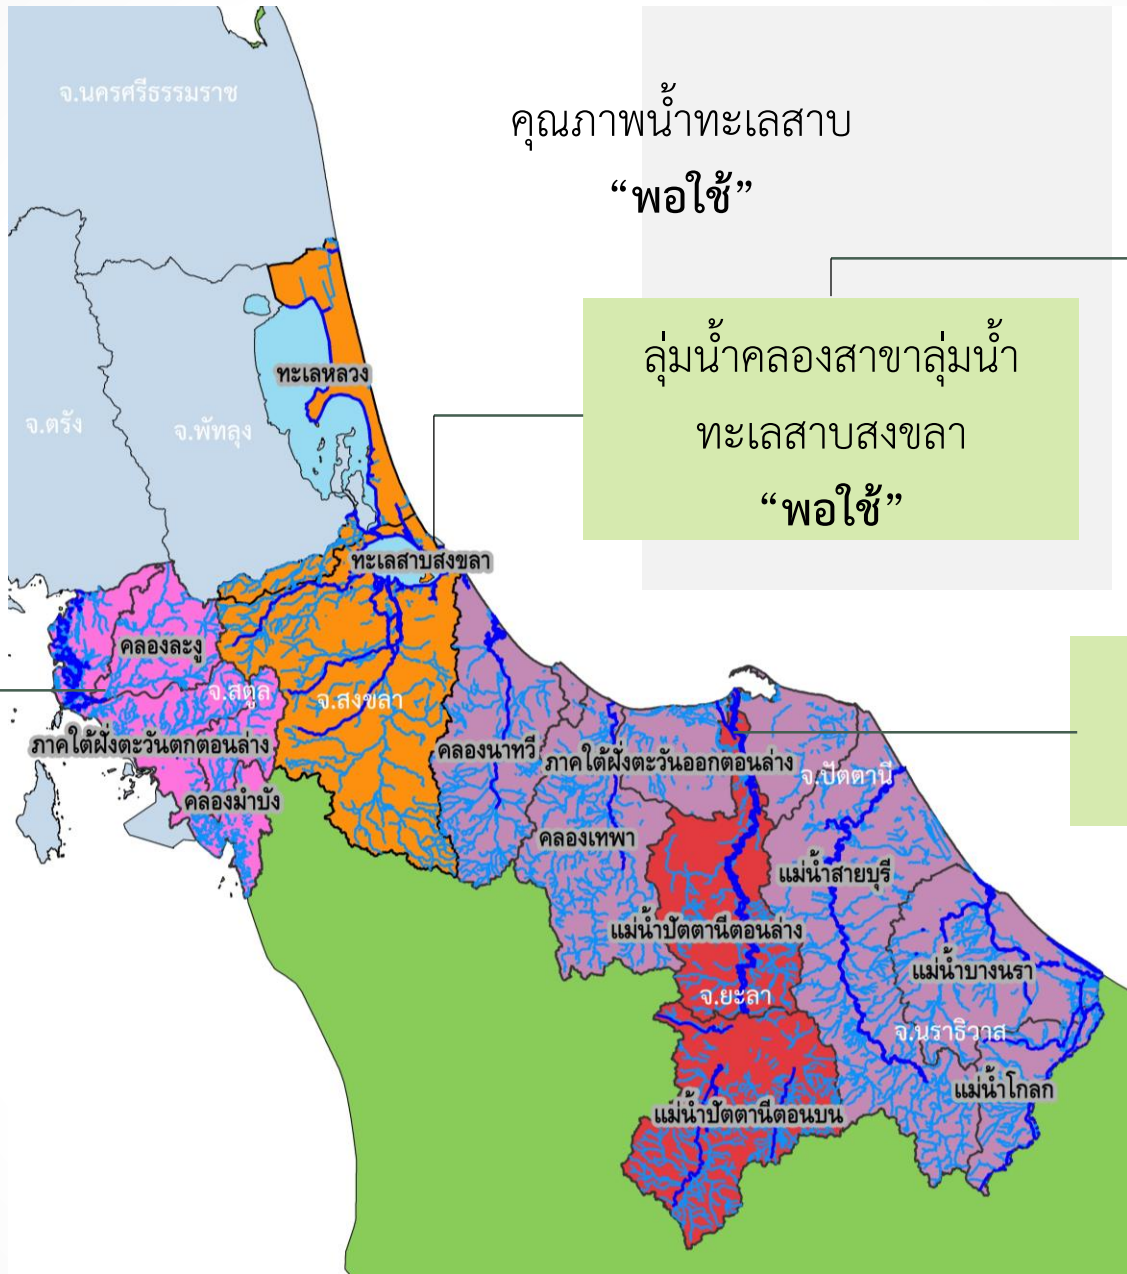 จ.นครศรีธรรมราช
คุณภาพน้ำทะเลสาบ
“พอใช้”
ลุ่มน้ำคลองสาขาลุ่มน้ำ
ทะเลสาบสงขลา
“พอใช้”
ทะเลหลวง
จ.ตรัง
จ.พัทลุง
ทะเลสาบสงขลา
คลองละงู
จ.สตูล
จ.สงขลา
ภาคใต้ฝั่งตะวันตกตอนล่าง
คลองนาทวี
ภาคใต้ฝั่งตะวันออกตอนล่าง
จ.ปัตตานี
คลองมำบัง
คลองเทพา
แม่น้ำสายบุรี
แม่น้ำปัตตานีตอนล่าง
แม่น้ำบางนรา
จ.ยะลา
จ.นราธิวาส
แม่น้ำโกลก
แม่น้ำปัตตานีตอนบน